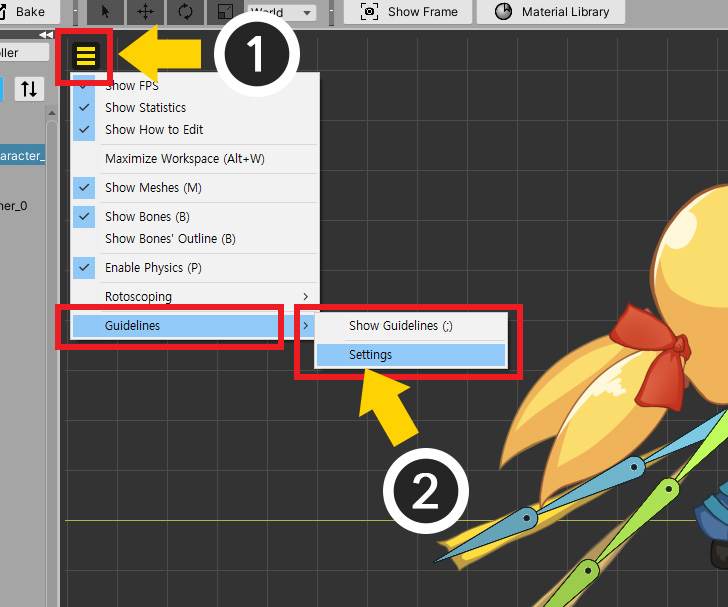 Bake
World
Show Frame
Material Library
ller
1
Show FPS
Show Statistics
Show How to Edit
Maximize Workspace (Alt+W)
aracter_
Show Meshes (M)
ner_0
Show Bones (B)
Show Bones' Outline (B)
Enable Physics (P)
Rotoscoping
Guidelines
Show Guidelines (;)
Settings
2